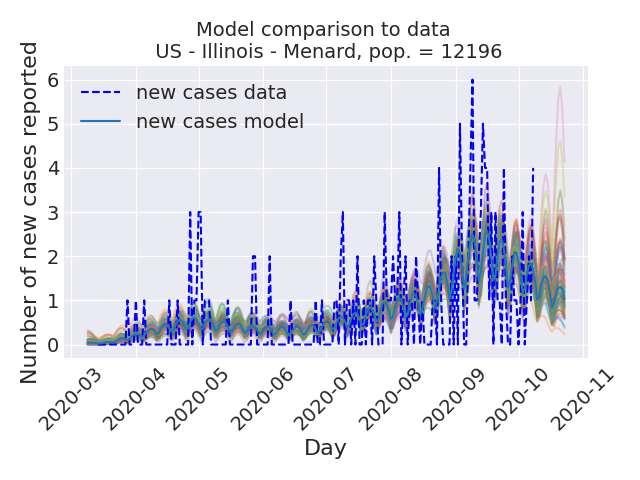 Model comparison to data
US - Illinois - Menard, pop. = 12196
Number of new cases reported
6
5
4
3
2
1
0
new cases data
new cases model
2020-03
2020-04
2020-05
2020-06
2020-07
2020-08
2020-09
2020-10
2020-11
Day